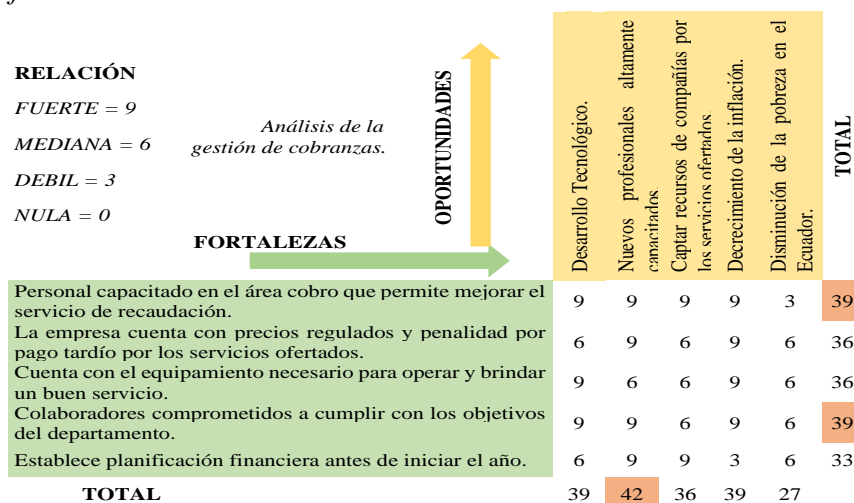 RELACIÓN
FUERTE = 9
MEDIANA = 6
DEBIL = 3
NULA = 0
Análisis de la
gestión de cobranzas.
OPORTUNIDADES
FORTALEZAS
Desarrollo Tecnológico.
Nuevos profesionales altamente
capacitados.
Captar recursos de compañías por
los servicios ofertados.
Decrecimiento de la inflación.
Disminución de la pobreza en el
Ecuador.
TOTAL
Personal capacitado en el área cobro que permite mejorar el
servicio de recaudación.
9 9 9 9 3 39
La empresa cuenta con precios regulados y penalidad por
pago tardío por los servicios ofertados.
6 9 6 9 6 36
Cuenta con el equipamiento necesario para operar y brindar
un buen servicio.
9 6 6 9 6 36
Colaboradores comprometidos a cumplir con los objetivos
del departamento.
9 9 6 9 6 39
Establece planificación financiera antes de iniciar el año. 6 9 9 3 6 33
TOTAL 39 42 36 39 27